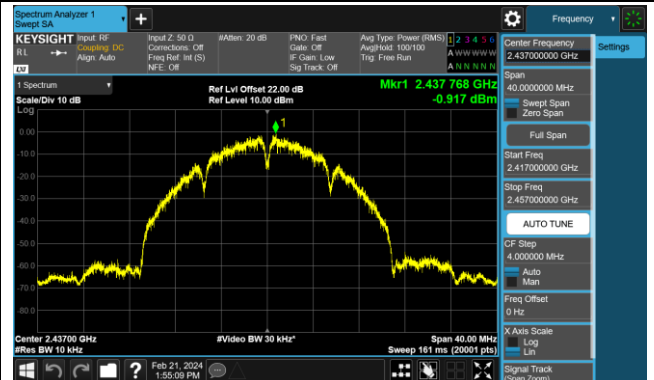 Spectrum Analyzer 1
Swept SA
Frequency
KEYSIGHT
RL
LXI
Input: RF
Coupling: DC
Align: Auto
Input Z: 50 Ω
Corrections: Off
Freq Ref: Int (S)
NFE: Off
#Atten: 20 dB
PNO: Fast
Gate: Off
IF Gain: Low
Sig Track: Off
Avg Type: Power (RMS)
Avg|Hold: 100/100
Trig: Free Run
1 2 3 4 5 6
A W W W W W
A N N N N N
1 Spectrum
Scale/Div 10 dB
Log
Ref Lvl Offset 22.00 dB
Ref Level 10.00 dBm
Mkr1 2.437 768 GHz
-0.917 dBm
1
0.00
-10.0
-20.0
-30.0
-40.0
-50.0
-60.0
-70.0
-80.0
Center 2.43700 GHz
#Res BW 10 kHz
#Video BW 30 kHz*
Span 40.00 MHz
Sweep 161 ms (20001 pts)
Center Frequency
2.437000000 GHz
Settings
Span
40.0000000 MHz
Swept Span
Zero Span
Full Span
Start Freq
2.417000000 GHz
Stop Freq
2.457000000 GHz
AUTO TUNE
CF Step
4.000000 MHz
Auto
Man
Freq Offset
0 Hz
X Axis Scale
Log
Lin
Signal Track
(Span Zoom)
?
Feb 21, 2024
1:55:09 PM